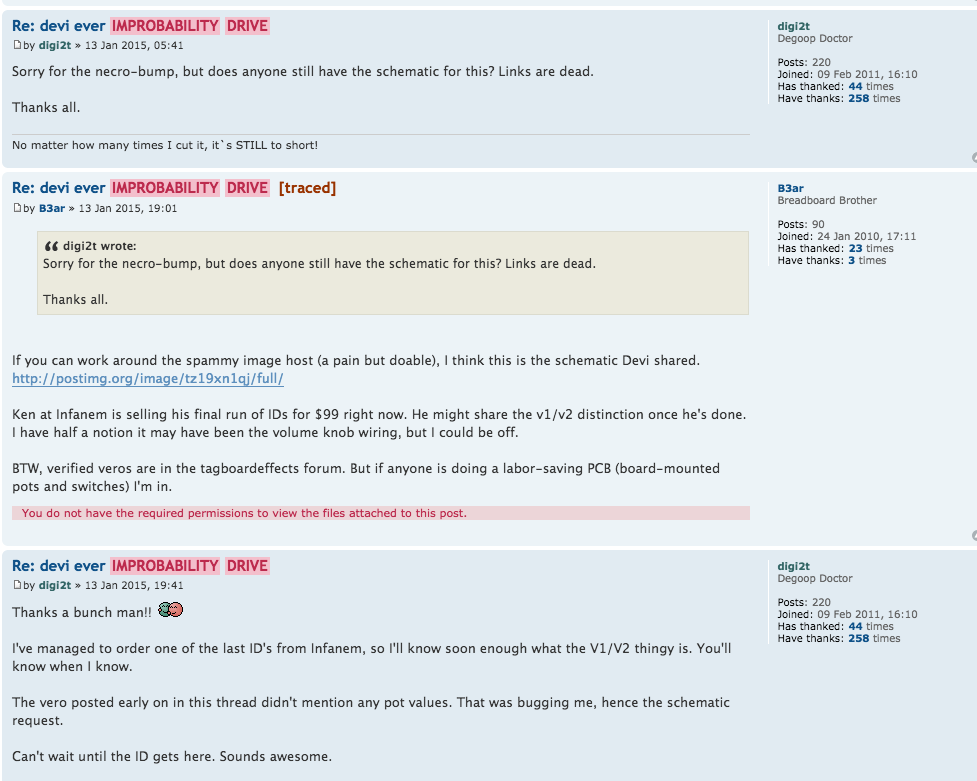 Re: devi ever IMPROBABILITY DRIVE
by digi2t » 13 Jan 2015, 05:41
Sorry for the necro-bump, but does anyone still have the schematic for this? Links are dead.
Thanks all.
No matter how many times I cut it, it`s STILL to short!
digi2t
Degoop Doctor
Posts: 220
Joined: 09 Feb 2011, 16:10
Has thanked: 44 times
Have thanks: 258 times
Re: devi ever IMPROBABILITY DRIVE [traced]
by B3ar » 13 Jan 2015, 19:01
digi2t wrote:
Sorry for the necro-bump, but does anyone still have the schematic for this? Links are dead.
Thanks all.
If you can work around the spammy image host (a pain but doable), I think this is the schematic Devi shared.
http://postimg.org/image/tz19xn1qj/full/
Ken at Infanem is selling his final run of IDs for $99 right now. He might share the v1/v2 distinction once he's done.
I have half a notion it may have been the volume knob wiring, but I could be off.
BTW, verified veros are in the tagboardeffects forum. But if anyone is doing a labor-saving PCB (board-mounted
pots and switches) I'm in.
You do not have the required permissions to view the files attached to this post.
B3ar
Breadboard Brother
Posts: 90
Joined: 24 Jan 2010, 17:11
Has thanked: 23 times
Have thanks: 3 times
Re: devi ever IMPROBABILITY DRIVE
by digi2t » 13 Jan 2015, 19:41
Thanks a bunch man!!
I've managed to order one of the last ID's from Infanem, so I'll know soon enough what the V1/V2 thingy is. You'll
know when I know.
The vero posted early on in this thread didn't mention any pot values. That was bugging me, hence the schematic
request.
Can't wait until the ID gets here. Sounds awesome.
digi2t
Degoop Doctor
Posts: 220
Joined: 09 Feb 2011, 16:10
Has thanked: 44 times
Have thanks: 258 times